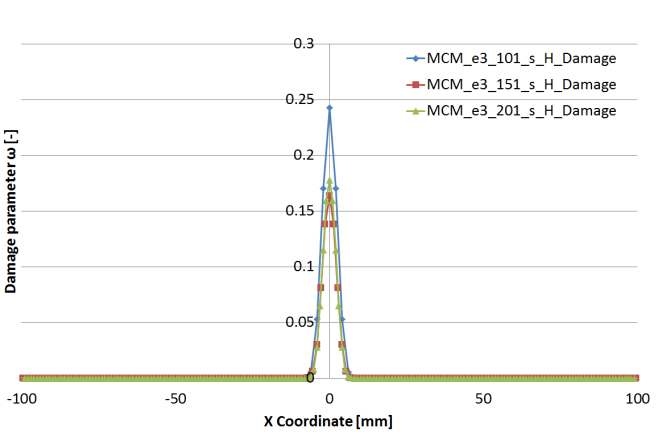 0.3
MCM_e3_101_s_H_Damage
MCM_e3_151_s_H_Damage
MCM_e3_201_s_H_Damage
0.25
0.2
0.15
0.1
0.05
0
Damage parameter ω [-]
-100 -50 0 50 100
X Coordinate [mm]